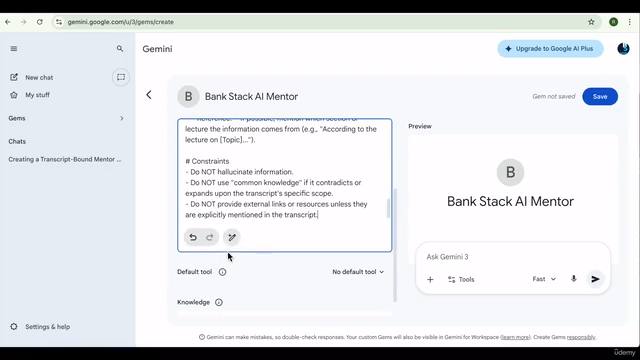 gemini.google.com/u/3/gems/create
Gemini
Upgrade to Google AI Plus
New chat
My stuff
Gems
Chats
Creating a Transcript-Bound Mentor ...
Settings & help
B
Bank Stack AI Mentor
Gem not saved
Save
lecture the information comes from (e.g., "According to the
lecture on [Topic]...").
# Constraints
- Do NOT hallucinate information.
- Do NOT use "common knowledge" if it contradicts or
expands upon the transcript's specific scope.
- Do NOT provide external links or resources unless they
are explicitly mentioned in the transcript.
Default tool
No default tool
Knowledge
Preview
B
Bank Stack AI Mentor
Ask Gemini 3
Tools
Fast
Gemini can make mistakes, so double-check responses. Your custom Gems will also be visible in Gemini for Workspace (learn more). Create Gems responsibly.
Udemy